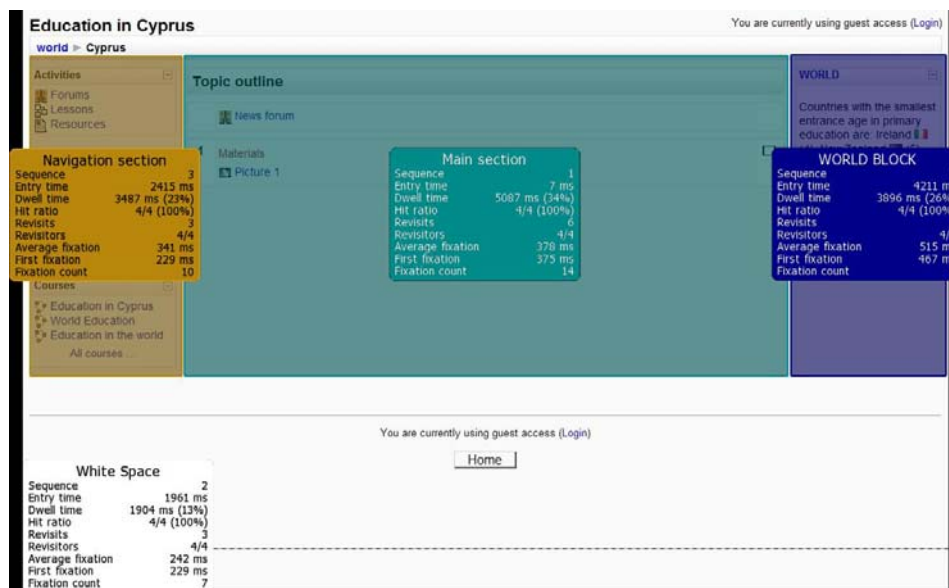 Education in Cyprus
You are currently using guest access (Login)
world ► Cyprus
Activities
Forums
Lessons
Resources
Topic outline
News forum
Materials
Picture 1
WORLD
Countries with the smallest
entrance age in primary
education are: Ireland
Navigation section
Sequence 3
Entry time 2415 ms
Dwell time 3487 ms (23%)
Hit ratio 4/4 (100%)
Revisits 3
Revisitors 4/4
Average fixation 341 ms
First fixation 229 ms
Fixation count 10
Main section
Sequence 1
Entry time 7 ms
Dwell time 5087 ms (34%)
Hit ratio 4/4 (100%)
Revisits 6
Revisitors 4/4
Average fixation 378 ms
First fixation 375 ms
Fixation count 14
WORLD BLOCK
Sequence
Entry time 4211 m
Dwell time 3896 ms (26%
Hit ratio 4/4 (100%
Revisits
Revisitors 4/
Average fixation 515 m
First fixation 467 m
Fixation count
Courses
Education in Cyprus
World Education
Education in the world
All courses ...
You are currently using guest access (Login)
Home
White Space
Sequence 2
Entry time 1961 ms
Dwell time 1904 ms (13%)
Hit ratio 4/4 (100%)
Revisits 3
Revisitors 4/4
Average fixation 242 ms
First fixation 229 ms
Fixation count 7